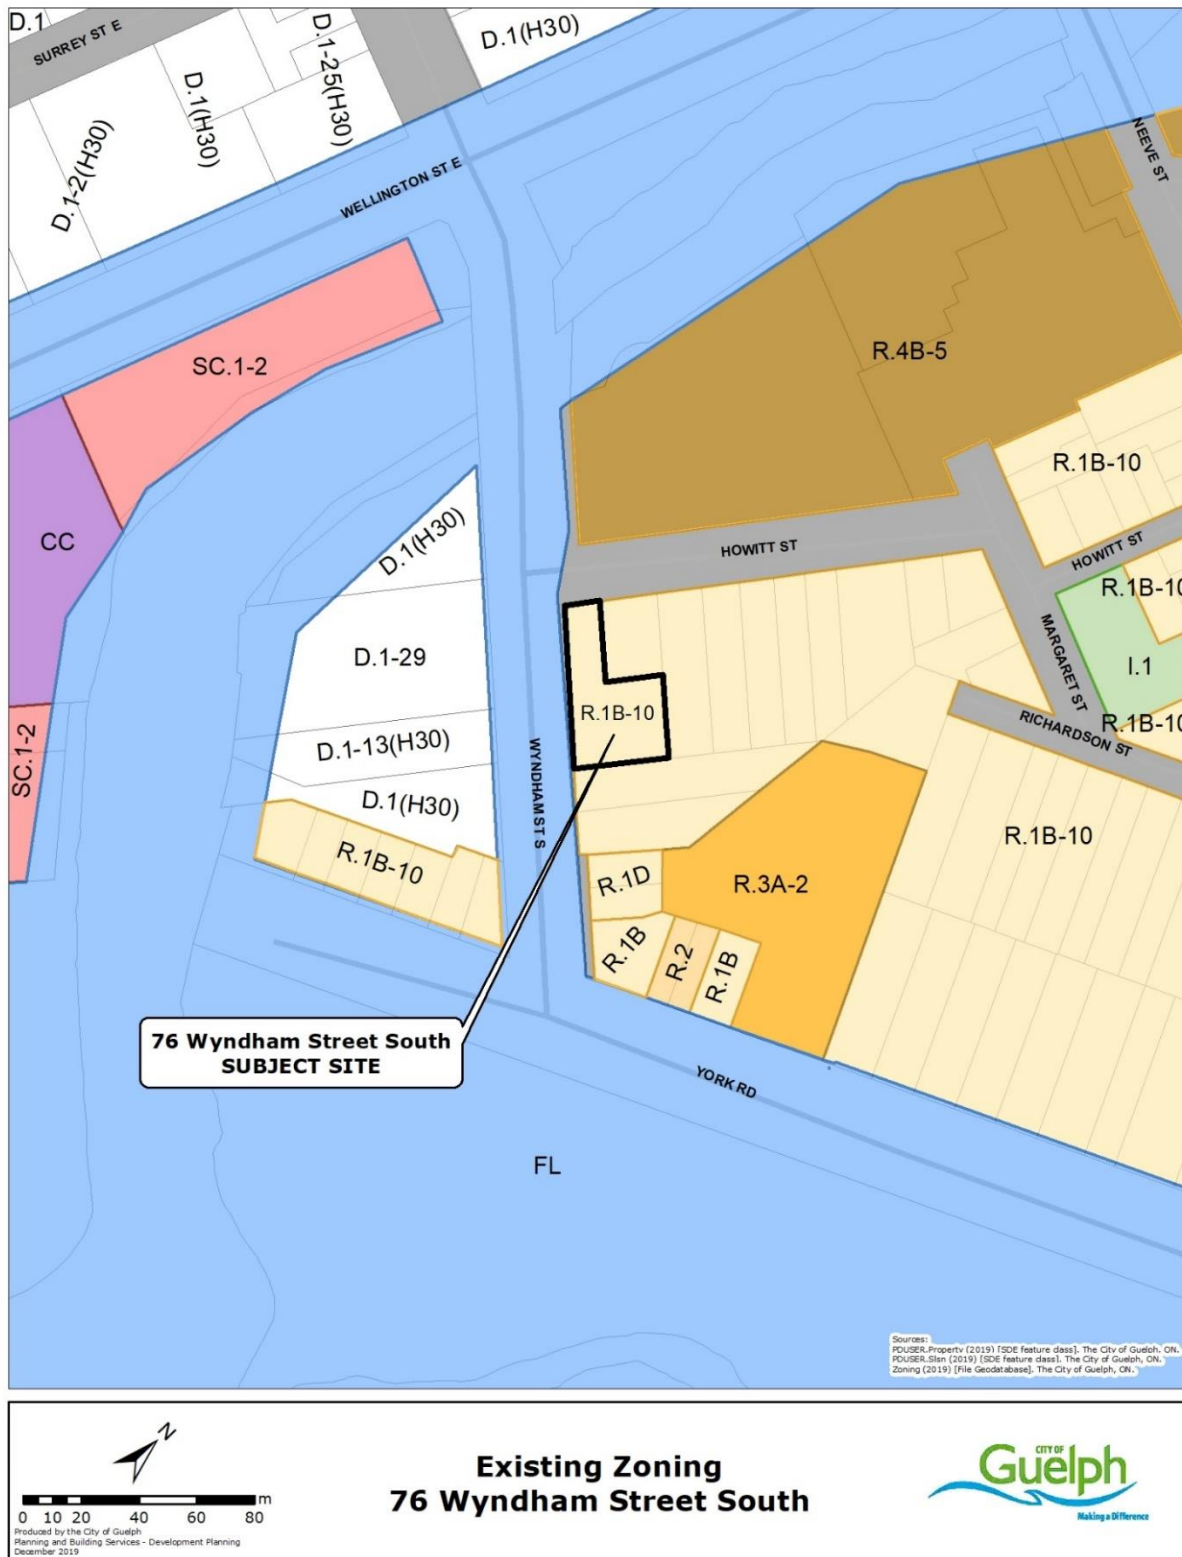 D.1
SURREY ST E
D.1(H30)
D.1-25(H30)
D.1(H30)
D.1-2(H30)
NEEVE ST
WELLINGTON ST E
SC.1-2
R.4B-5
R.1B-10
CC
D.1(H30)
HOWITT ST
HOWITT ST
R.1B-10
D.1-29
MARGARET ST
I.1
R.1B-10
SC.1-2
D.1-13(H30)
WYNDHAM ST S
R.1B-10
RICHARDSON ST
D.1(H30)
R.1B-10
R.1D
R.3A-2
R.1B-10
R.1B
R.2
R.1B
76 Wyndham Street South
SUBJECT SITE
YORK RD
FL
Sources:
PDUSER.Property (2019) [SDE feature class]. The City of Guelph, ON.
PDUSER.Slsn (2019) [SDE feature class]. The City of Guelph, ON.
Zoning (2019) [File Geodatabase]. The City of Guelph, ON.
N
m
0 10 20 40 60 80
Produced by the City of Guelph
Planning and Building Services - Development Planning
December 2019
Existing Zoning
76 Wyndham Street South
CITY OF
Guelph
Making a Difference